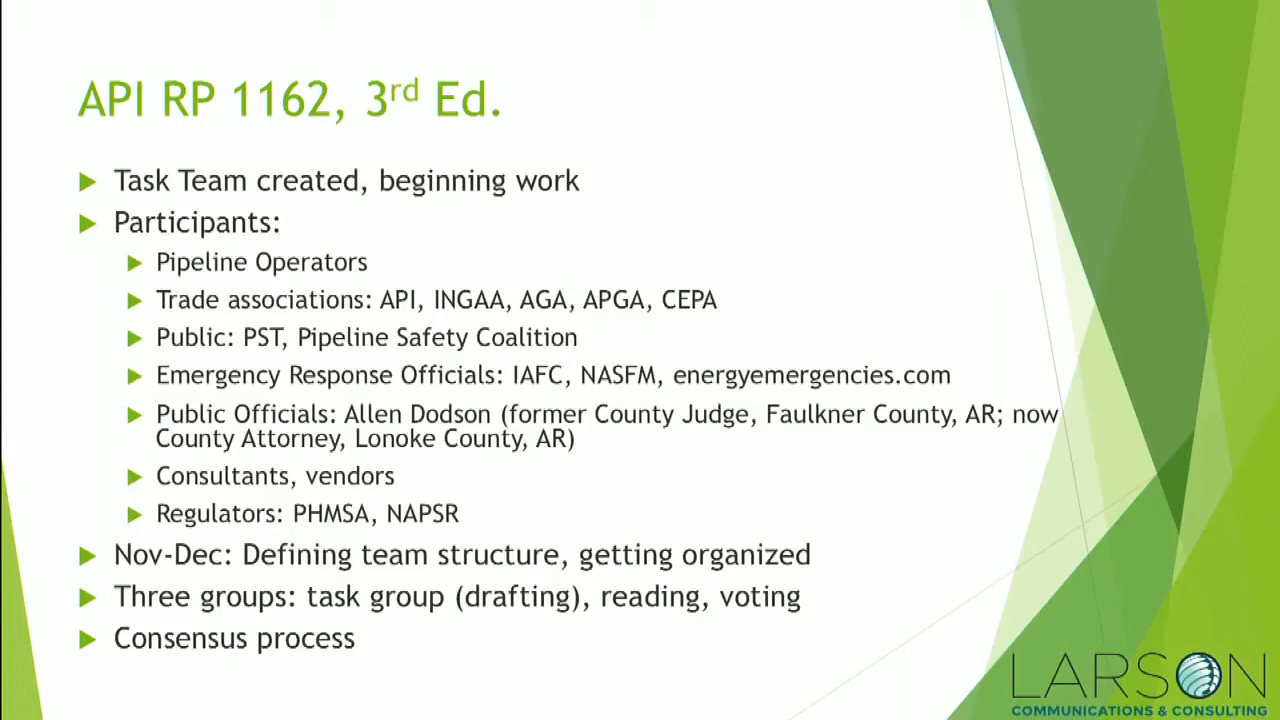 API RP 1162, 3rd Ed.
Task Team created, beginning work
Participants:
Pipeline Operators
Trade associations: API, INGAA, AGA, APGA, CEPA
Public: PST, Pipeline Safety Coalition
Emergency Response Officials: IAFC, NASFM, energyemergencies.com
Public Officials: Allen Dodson (former County Judge, Faulkner County, AR; now
County Attorney, Lonoke County, AR)
Consultants, vendors
Regulators: PHMSA, NAPSR
Nov-Dec: Defining team structure, getting organized
Three groups: task group (drafting), reading, voting
Consensus process
LARSON
COMMUNICATIONS & CONSULTING